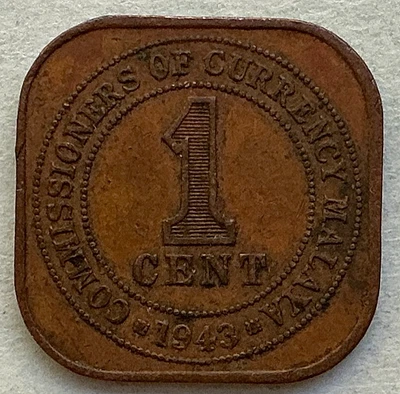 COMMISSIONERS OF CURRENCY MALAYA
1
CENT
1943